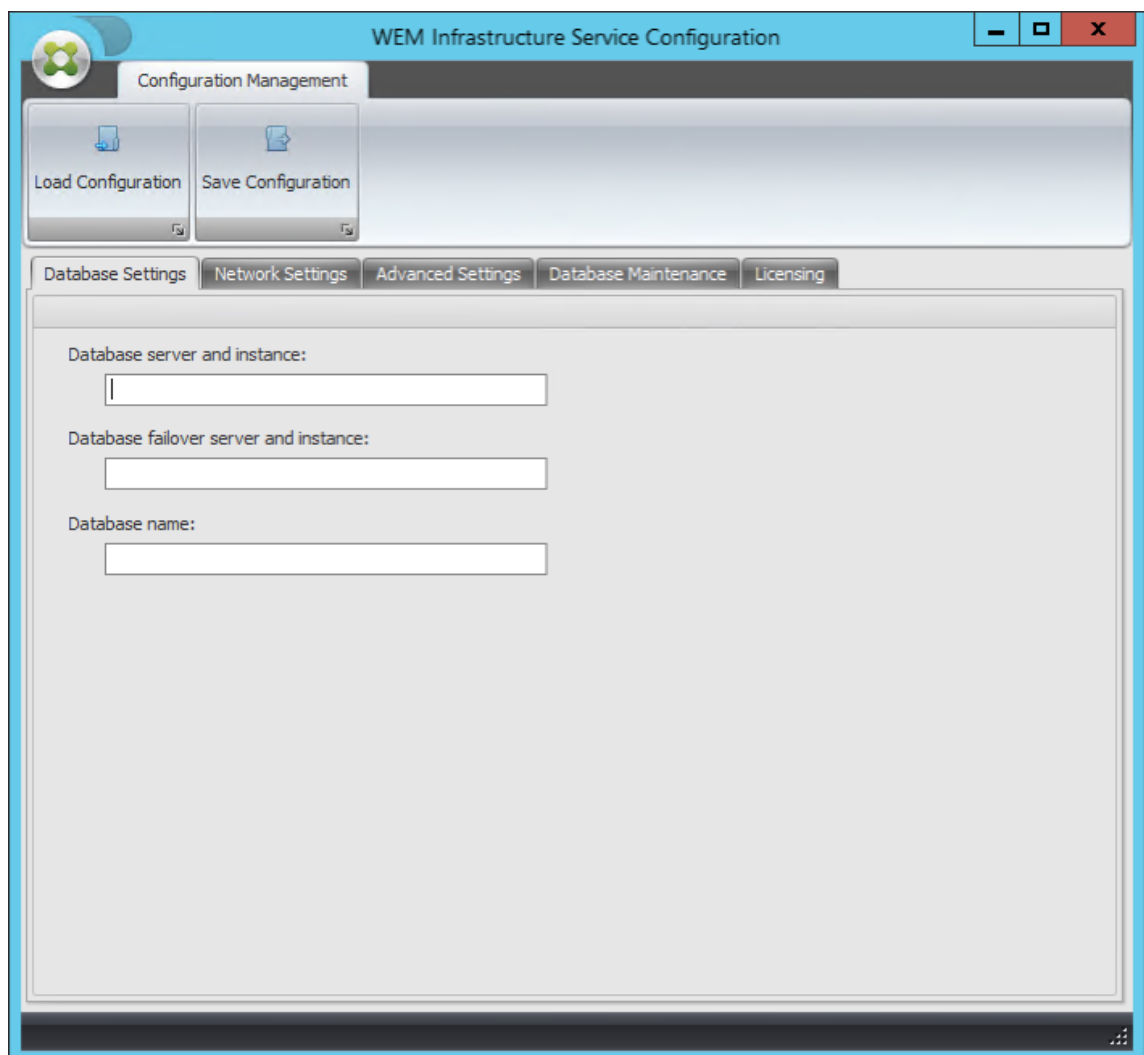 WEM Infrastructure Service Configuration
Configuration Management
Load Configuration
Save Configuration
Database Settings
Network Settings
Advanced Settings
Database Maintenance
Licensing
Database server and instance:
Database failover server and instance:
Database name: